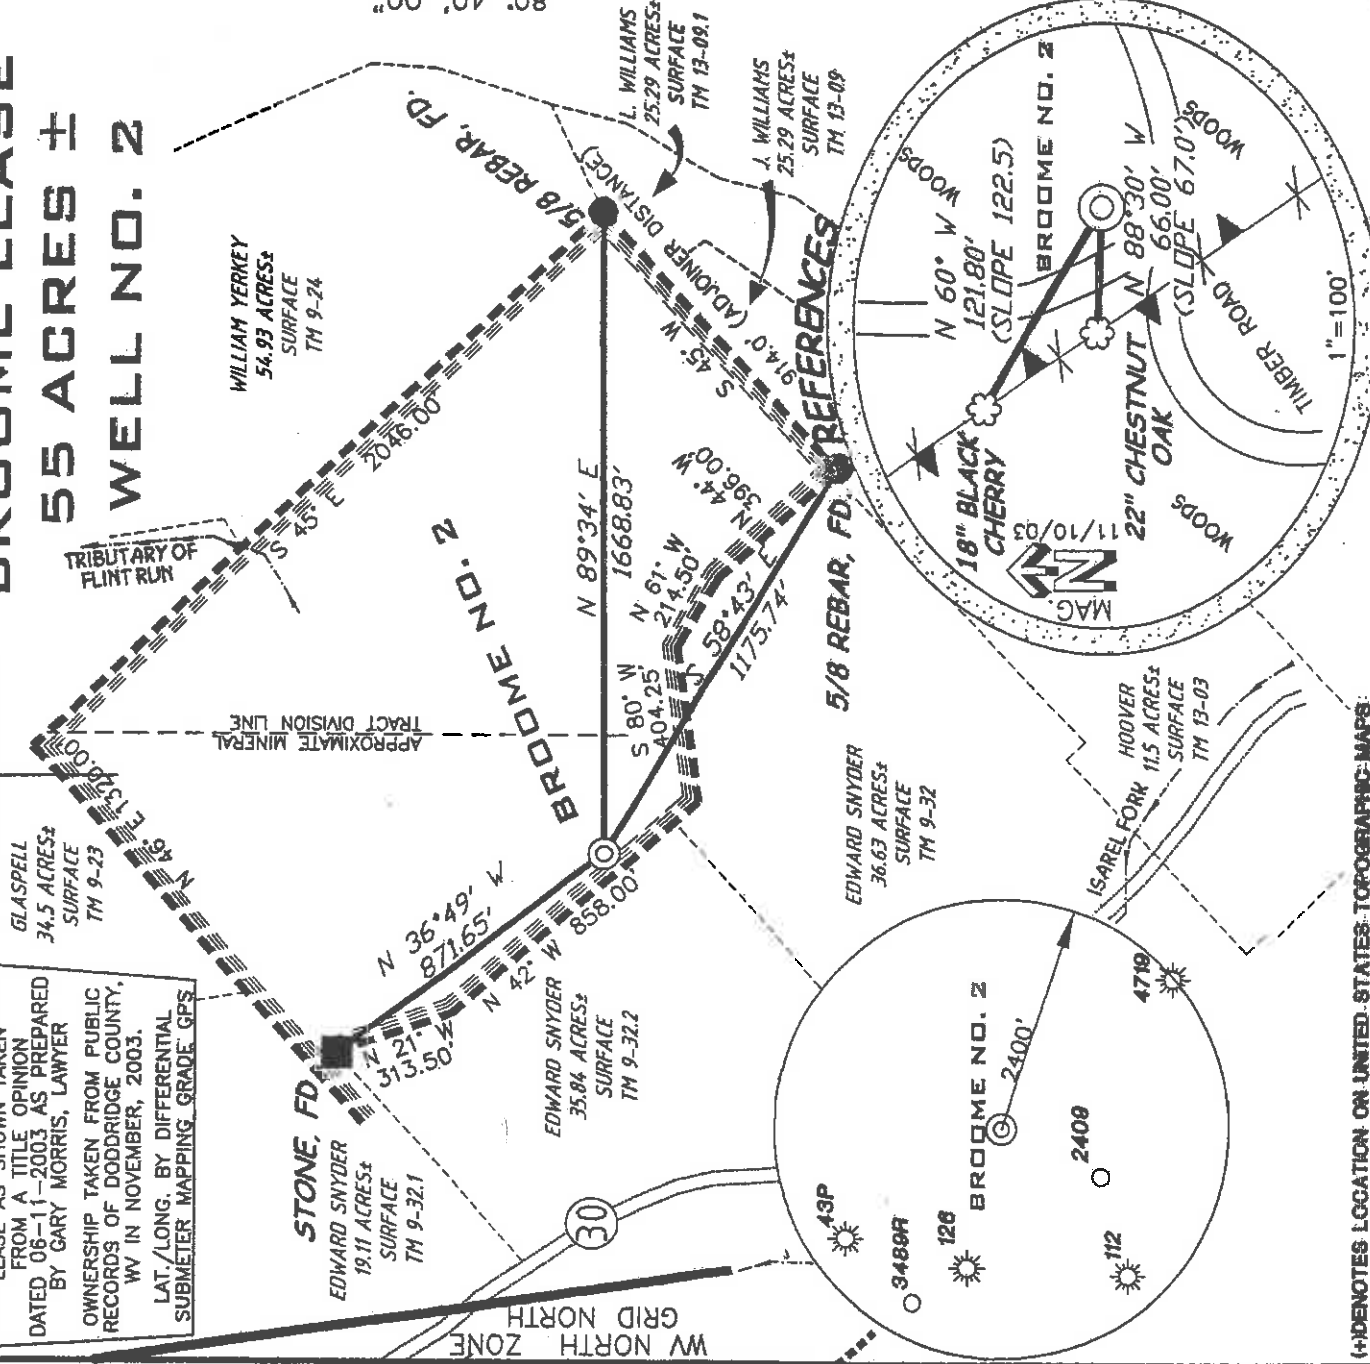 55 ACRES ±
WELL NO. 2
80° 40' 00"
LEASE AS SHOWN TAKEN
FROM A TITLE OPINION
DATED 06-11-2003 AS PREPARED
BY GARY MORRIS, LAWYER
OWNERSHIP TAKEN FROM PUBLIC
RECORDS OF DODDRIDGE COUNTY,
WV IN NOVEMBER, 2003.
LAT./LONG. BY DIFFERENTIAL
SUBMETER MAPPING GRADE GPS
GLASPELL
34.5 ACRES±
SURFACE
TM 9-23
TRIBUTARY OF
FLINT RUN
WILLIAM YERKEY
54.93 ACRES±
SURFACE
TM 9-24
L. WILLIAMS
25.29 ACRES±
SURFACE
TM 13-09.1
J. WILLIAMS
25.29 ACRES±
SURFACE
TM 13-09
5/8 REBAR, FD.
N 46° E 1320.00'
S 45° E 2046.00'
APPROXIMATE MINERAL
TRACT DIVISION LINE
BROOME NO. 2
N 89°34' E
1668.83'
S 45° W
914.0' (ADJOINER DISTANCE)
N 44° W
396.00'
N 61° W
214.50'
S 80° W
404.25'
S 58°43' E
1175.74'
N 36°49' W
871.65'
N 42° W 858.00'
N 21° W
313.50'
STONE, FD
5/8 REBAR, FD.
EDWARD SNYDER
19.11 ACRES±
SURFACE
TM 9-32.1
EDWARD SNYDER
35.84 ACRES±
SURFACE
TM 9-32.2
EDWARD SNYDER
36.63 ACRES±
SURFACE
TM 9-32
HOOVER
11.5 ACRES±
SURFACE
TM 13-03
ISAREL FORK
30
WV NORTH ZONE
GRID NORTH
43P
3489R
126
112
2409
4719
BROOME NO. 2
2400'
REFERENCES
N 60° W
121.80'
(SLOPE 122.5)
BROOME NO. 2
N 88°30' W
66.00'
(SLOPE 67.0')
18" BLACK
CHERRY
22" CHESTNUT
OAK
WOODS
WOODS
WOODS
TIMBER ROAD
1"=100'
MAG.
N
11/10/03
(+)DENOTES LOCATION ON UNITED STATES TOPOGRAPHIC MAPS